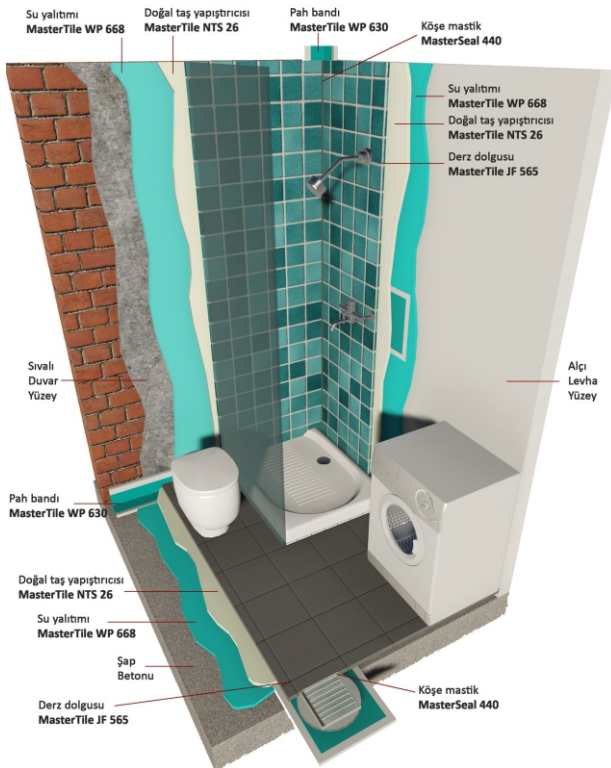 Su yalıtımı
MasterTile WP 668
Doğal taş yapıştırıcısı
MasterTile NTS 26
Pah bandı
MasterTile WP 630
Köşe mastik
MasterSeal 440
Su yalıtımı
MasterTile WP 668
Doğal taş yapıştırıcısı
MasterTile NTS 26
Derz dolgusu
MasterTile JF 565
Sıvalı
Duvar
Yüzey
Alçı
Levha
Yüzey
Pah bandı
MasterTile WP 630
Doğal taş yapıştırıcısı
MasterTile NTS 26
Su yalıtımı
MasterTile WP 668
Şap
Betonu
Derz dolgusu
MasterTile JF 565
Köşe mastik
MasterSeal 440